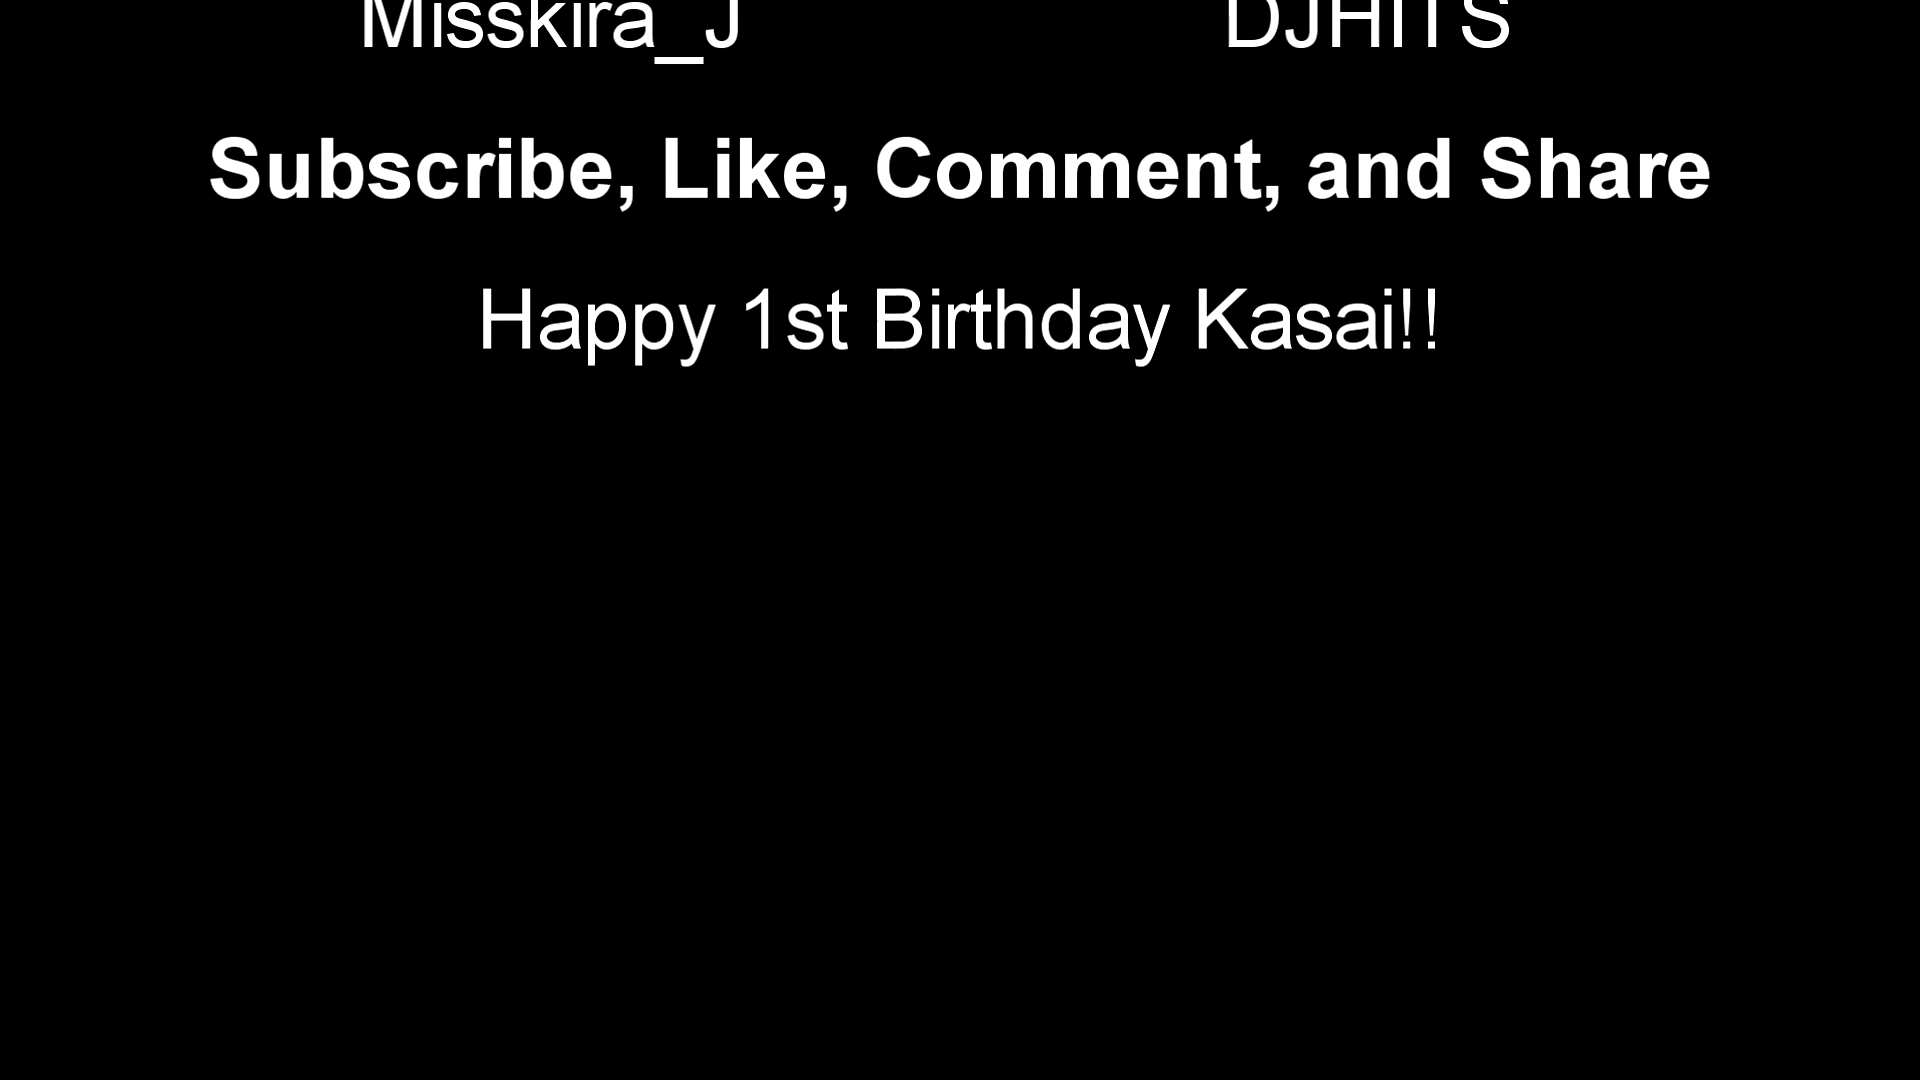 Misskira_J DJHITS
Subscribe, Like, Comment, and Share
Happy 1st Birthday Kasai!!